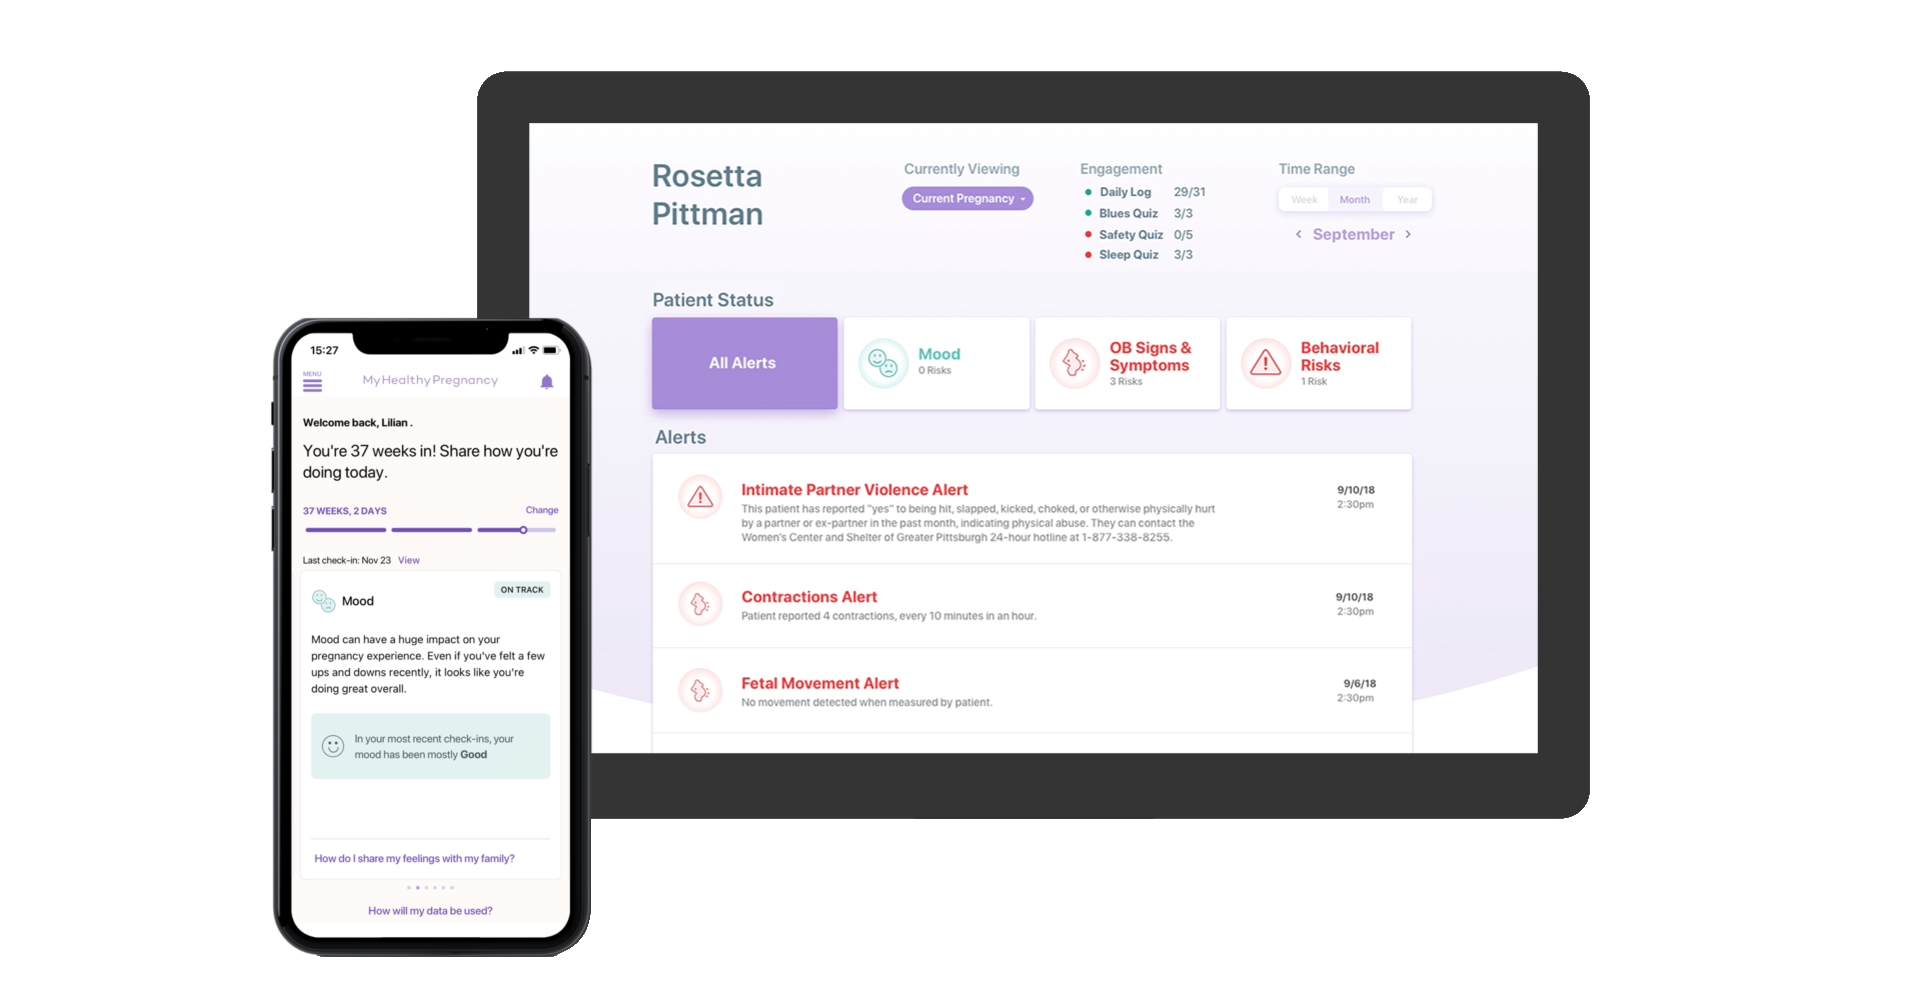 Rosetta
Pittman
Currently Viewing
Current Pregnancy
Engagement
Daily Log 29/31
Blues Quiz 3/3
Safety Quiz 0/5
Sleep Quiz 3/3
Time Range
Week Month Year
< September >
Patient Status
All Alerts
Mood
0 Risks
OB Signs &
Symptoms
3 Risks
Behavioral
Risks
1 Risk
Alerts
Intimate Partner Violence Alert
This patient has reported "yes" to being hit, slapped, kicked, choked, or otherwise physically hurt
by a partner or ex-partner in the past month, indicating physical abuse. They can contact the
Women's Center and Shelter of Greater Pittsburgh 24-hour hotline at 1-877-338-8255.
9/10/18
2:30pm
Contractions Alert
Patient reported 4 contractions, every 10 minutes in an hour.
9/10/18
2:30pm
Fetal Movement Alert
No movement detected when measured by patient.
9/6/18
2:30pm
15:27
MENU
MyHealthyPregnancy
Welcome back, Lilian .
You're 37 weeks in! Share how you're
doing today.
37 WEEKS, 2 DAYS Change
Last check-in: Nov 23 View
ON TRACK
Mood
Mood can have a huge impact on your
pregnancy experience. Even if you've felt a few
ups and downs recently, it looks like you're
doing great overall.
In your most recent check-ins, your
mood has been mostly Good
How do I share my feelings with my family?
How will my data be used?